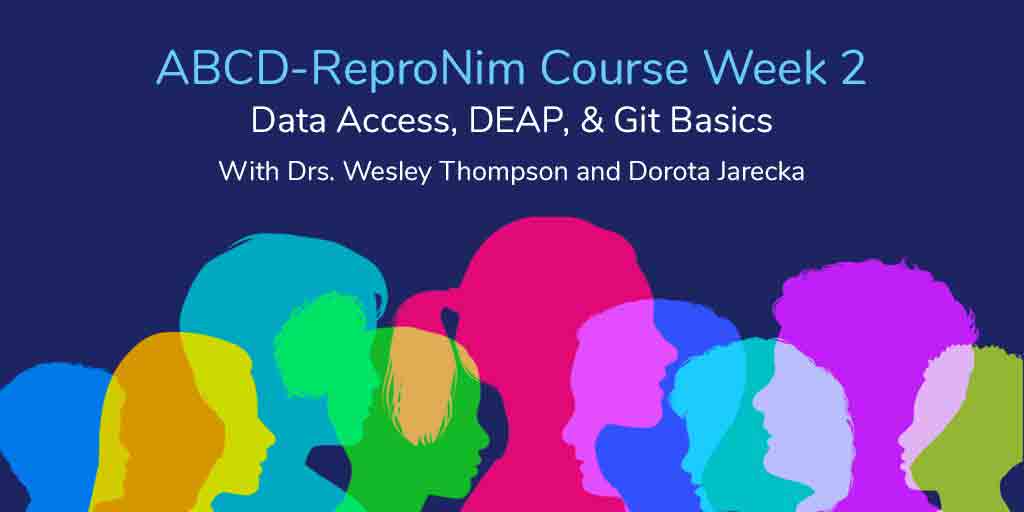 ABCD-ReproNim Course Week 2
Data Access, DEAP, & Git Basics
With Drs. Wesley Thompson and Dorota Jarecka